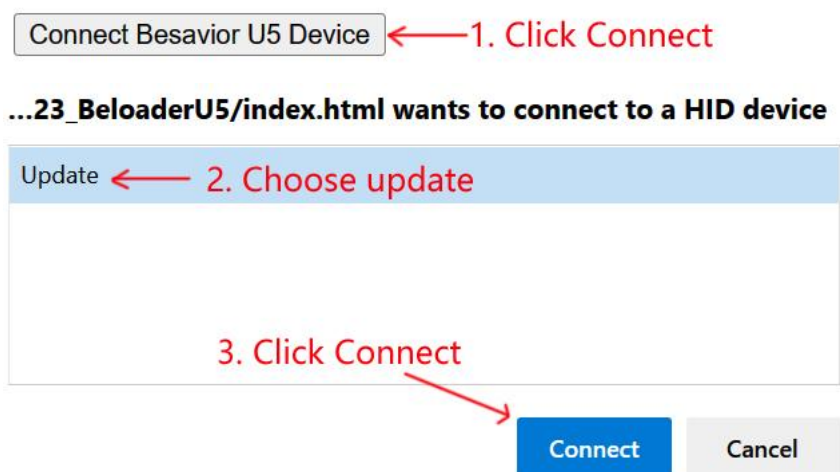 Connect Besavior U5 Device
1. Click Connect
...23_BeloaderU5/index.html wants to connect to a HID device
Update
2. Choose update
3. Click Connect
Connect
Cancel